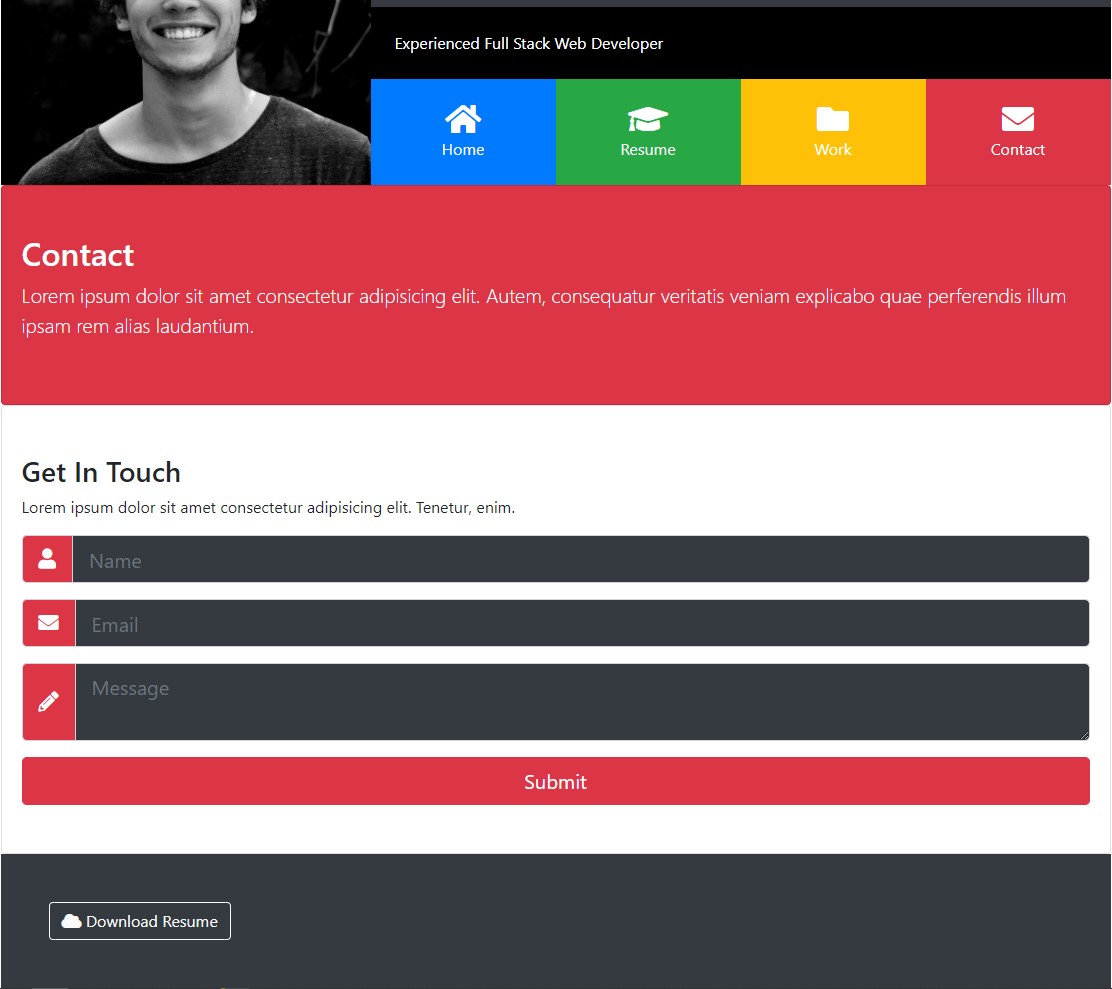 Experienced Full Stack Web Developer
Home
Resume
Work
Contact
Contact
Lorem ipsum dolor sit amet consectetur adipisicing elit. Autem, consequatur veritatis veniam explicabo quae perferendis illum
ipsam rem alias laudantium.
Get In Touch
Lorem ipsum dolor sit amet consectetur adipisicing elit. Tenetur, enim.
Name
Email
Message
Submit
Download Resume